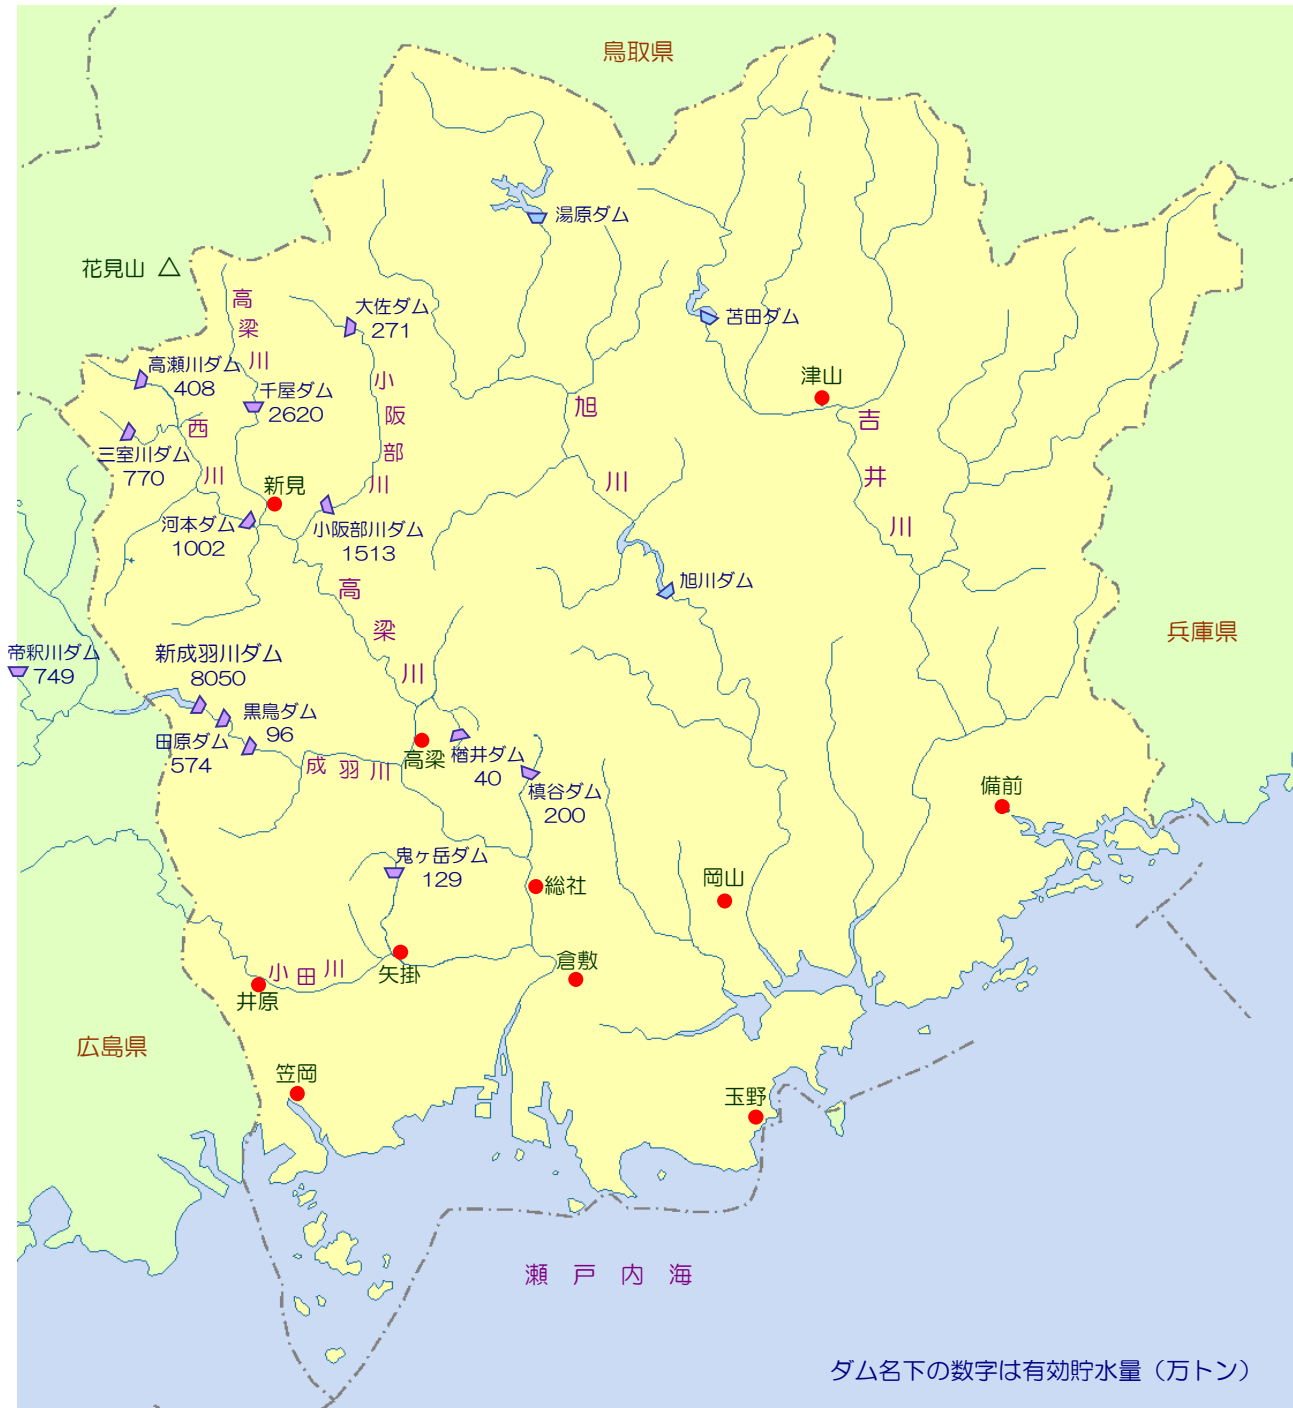 鳥取県
湯原ダム
花見山
高梁川
大佐ダム
271
苫田ダム
高瀬川ダム
408
千屋ダム
2620
小阪部川
津山
旭川
吉井川
西川
三室川ダム
770
新見
河本ダム
1002
小阪部川ダム
1513
高梁川
旭川ダム
兵庫県
帝釈川ダム
749
新成羽川ダム
8050
黒鳥ダム
96
田原ダム
574
成羽川
高梁
楢井ダム
40
槙谷ダム
200
備前
鬼ヶ岳ダム
129
総社
岡山
小田川
矢掛
倉敷
井原
広島県
笠岡
玉野
瀬戸内海
ダム名下の数字は有効貯水量（万トン）